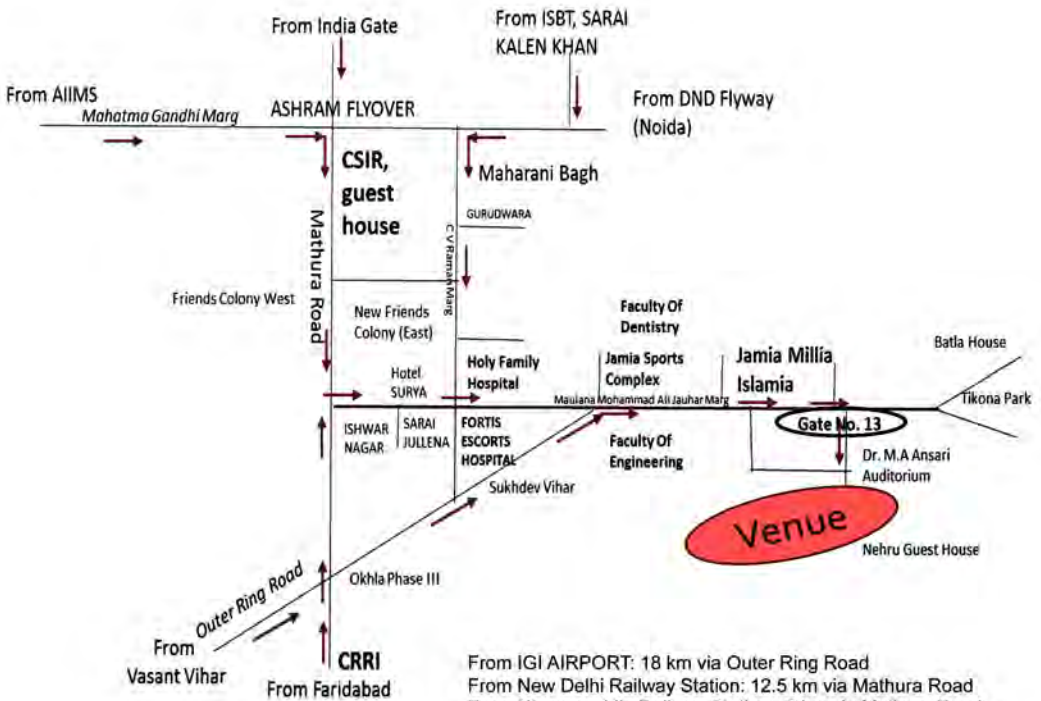 From India Gate
From ISBT, SARAI
KALEN KHAN
From AIIMS
Mahatma Gandhi Marg
ASHRAM FLYOVER
From DND Flyway
(Noida)
CSIR,
guest
house
Maharani Bagh
GURUDWARA
Mathura Road
C V Raman Marg
Friends Colony West
New Friends
Colony (East)
Faculty Of
Dentistry
Batla House
Hotel
SURYA
Holy Family
Hospital
Jamia Sports
Complex
Jamia Millia
Islamia
Maulana Mohammad Ali Jauhar Marg
Tikona Park
ISHWAR
NAGAR
SARAI
JULLENA
FORTIS
ESCORTS
HOSPITAL
Faculty Of
Engineering
Gate No. 13
Dr. M.A Ansari
Auditorium
Sukhdev Vihar
Venue
Nehru Guest House
Okhla Phase III
Outer Ring Road
From
Vasant Vihar
CRRI
From Faridabad
From IGI AIRPORT: 18 km via Outer Ring Road
From New Delhi Railway Station: 12.5 km via Mathura Road